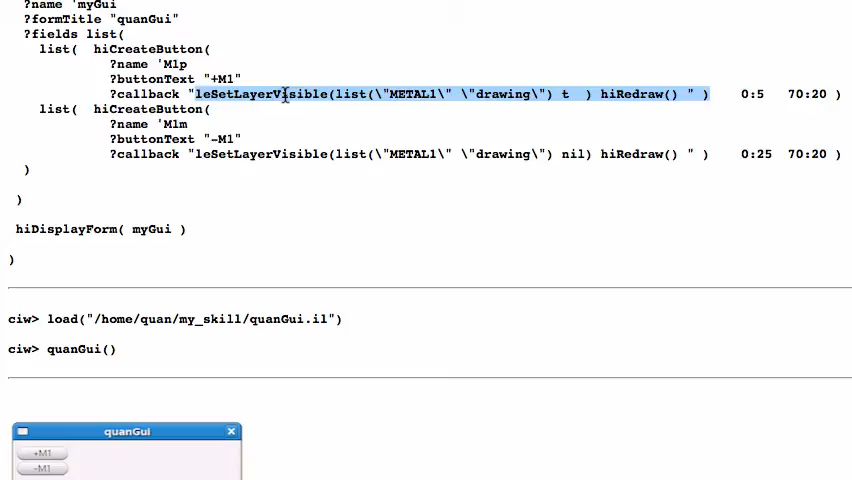 ?name 'myGui
?formTitle "quanGui"
?fields list(
list( hiCreateButton(
?name 'M1p
?buttonText "+M1"
?callback "leSetLayerVisible(list(\"METAL1\" \"drawing\") t ) hiRedraw() " ) 0:5 70:20 )
list( hiCreateButton(
?name 'M1m
?buttonText "-M1"
?callback "leSetLayerVisible(list(\"METAL1\" \"drawing\") nil) hiRedraw() " ) 0:25 70:20 )
)
)
hiDisplayForm( myGui )
)
ciw> load("/home/quan/my_skill/quanGui.il")
ciw> quanGui()
quanGui
+M1
-M1